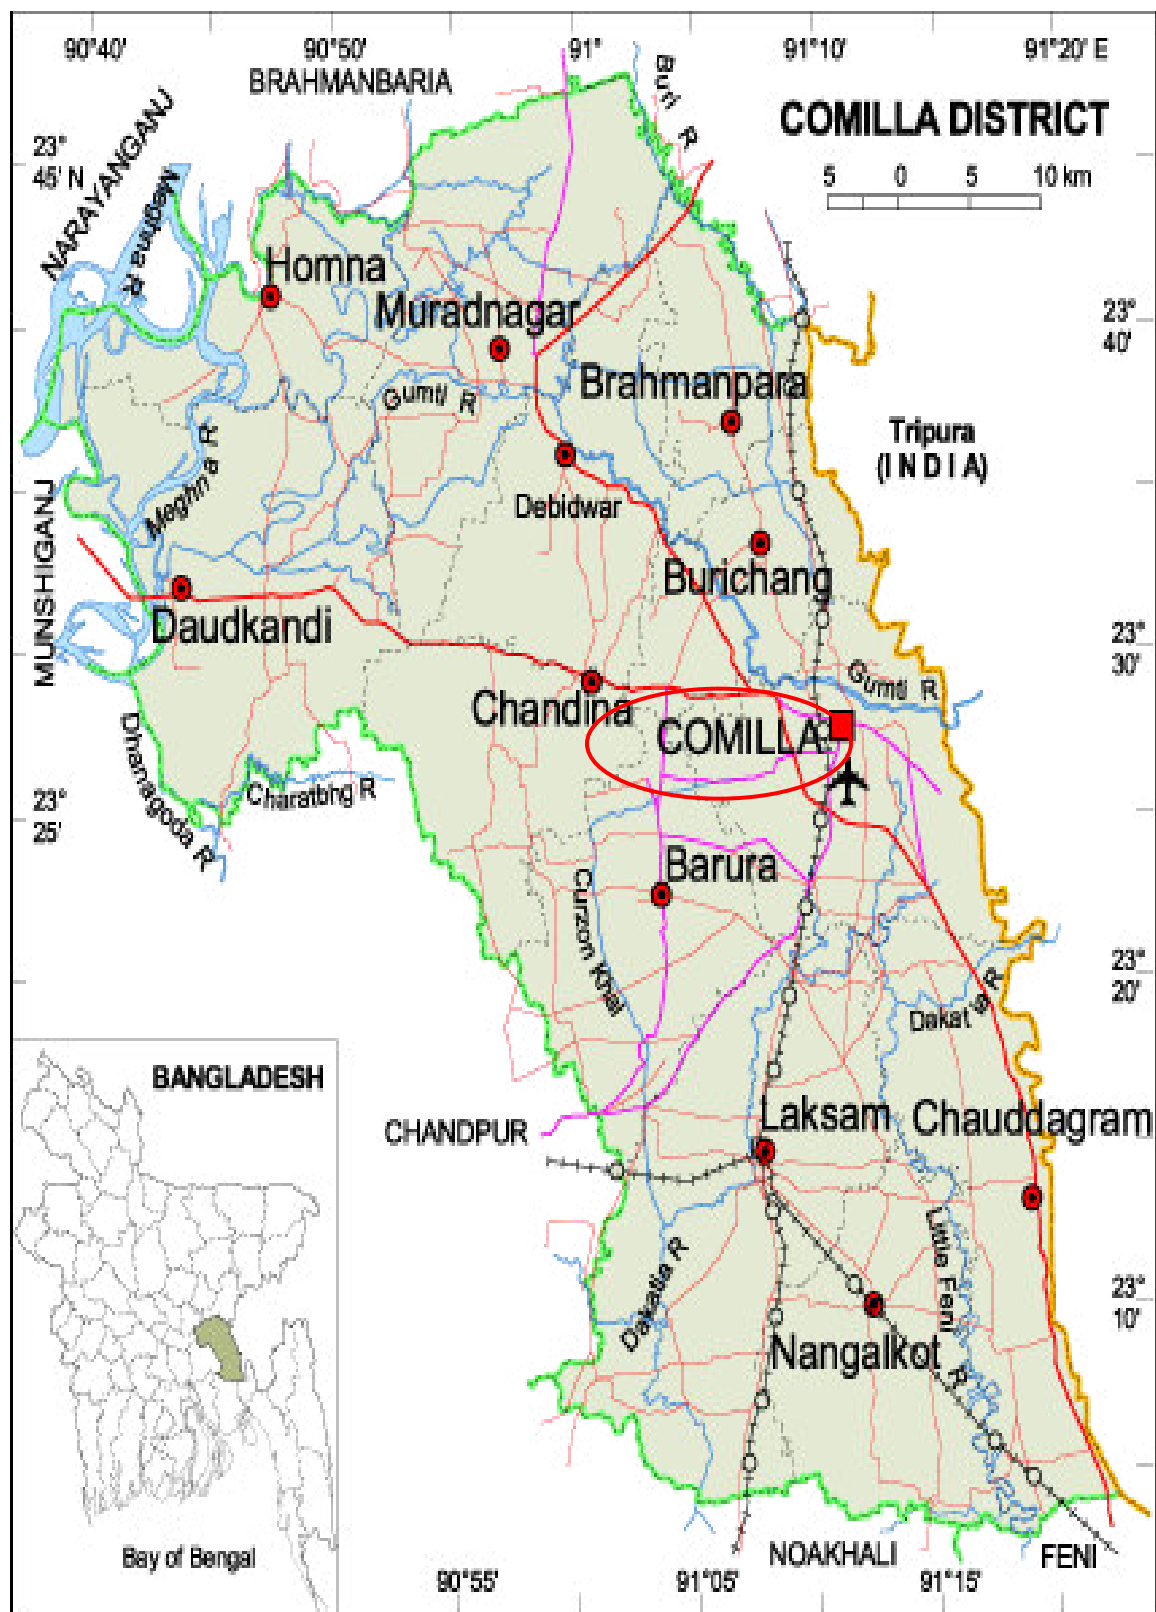 90°40' 90°50' 91° 91°10' 91°20' E
BRAHMANBARIA
COMILLA DISTRICT
5 0 5 10 km
23°
45' N
NARAYANGANJ
Meghna R
Buri R
Homna
Muradnagar
23°
40'
Brahmanpara
Gumti R
Tripura
(INDIA)
Meghna R
Debidwar
MUNSHIGANJ
Burichang
Daudkandi
23°
30'
Gumti R
Chandina
COMILLA
Dhanagoda R
23°
25'
Charatbhg R
Barura
Curzon Khal
23°
20'
Dakatia R
BANGLADESH
CHANDPUR
Laksam
Chauddagram
Little Feni R
Dakatia R
23°
10'
Nangalkot
Bay of Bengal
NOAKHALI
FENI
90°55' 91°05' 91°15'